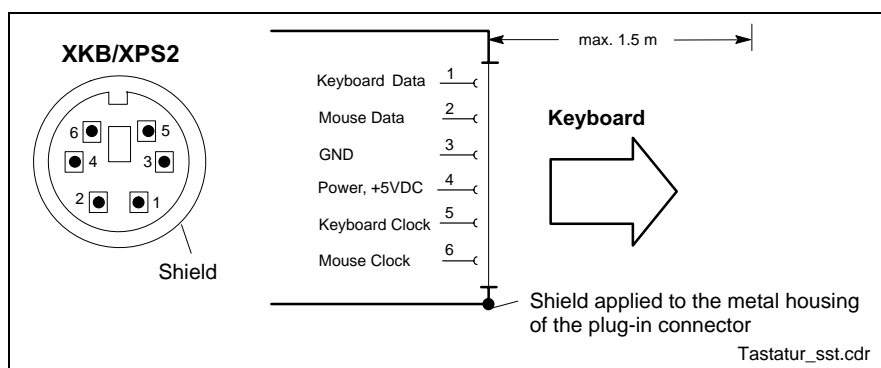 XKB/XPS2
6
5
4
3
2
1
Shield
max. 1.5 m
Keyboard Data 1
Mouse Data 2
GND 3
Power, +5VDC 4
Keyboard Clock 5
Mouse Clock 6
Keyboard
Shield applied to the metal housing
of the plug-in connector
Tastatur_sst.cdr